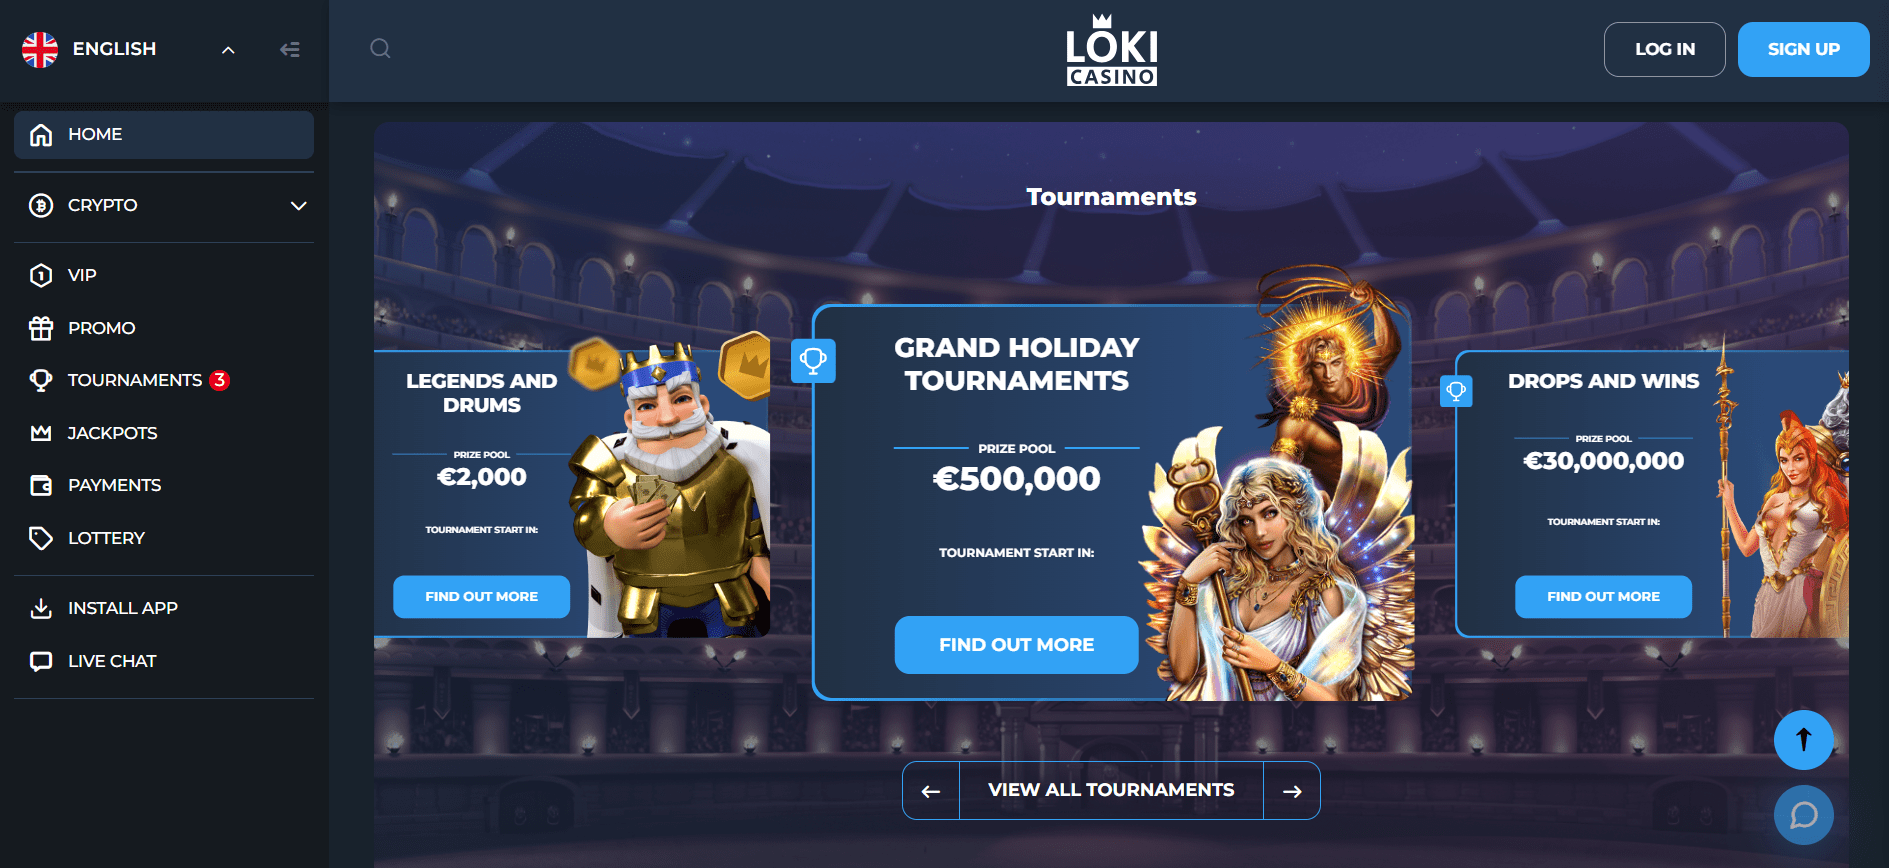 ENGLISH
LOKI
CASINO
LOG IN
SIGN UP
HOME
CRYPTO
VIP
PROMO
TOURNAMENTS 3
JACKPOTS
PAYMENTS
LOTTERY
INSTALL APP
LIVE CHAT
Tournaments
LEGENDS AND
DRUMS
PRIZE POOL
€2,000
TOURNAMENT START IN:
FIND OUT MORE
GRAND HOLIDAY
TOURNAMENTS
PRIZE POOL
€500,000
TOURNAMENT START IN:
FIND OUT MORE
DROPS AND WINS
PRIZE POOL
€30,000,000
TOURNAMENT START IN:
FIND OUT MORE
VIEW ALL TOURNAMENTS